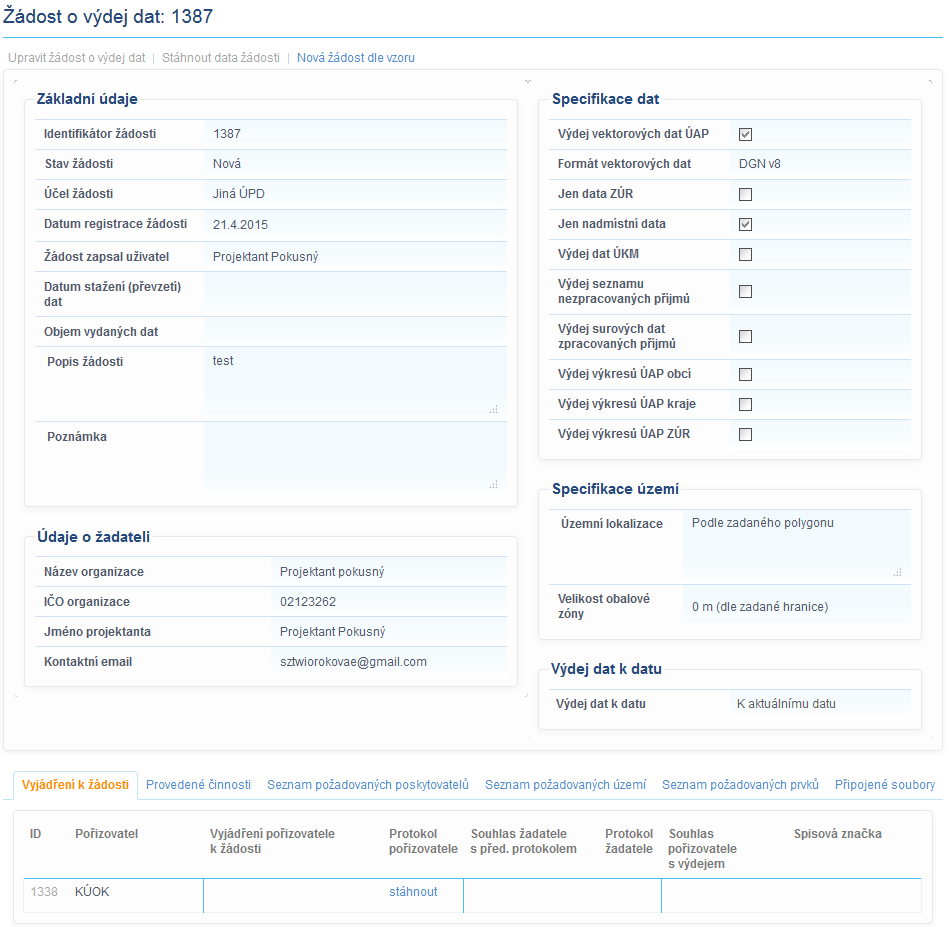 Žádost o výdej dat: 1387
Upravit žádost o výdej dat | Stáhnout data žádosti | Nová žádost dle vzoru
Základní údaje
Identifikátor žádosti 1387
Stav žádosti Nová
Účel žádosti Jiná ÚPD
Datum registrace žádosti 21.4.2015
Žádost zapsal uživatel Projektant Pokusný
Datum stažení (převzetí)
dat
Objem vydaných dat
Popis žádosti test
Poznámka
Údaje o žadateli
Název organizace Projektant pokusný
IČO organizace 02123262
Jméno projektanta Projektant Pokusný
Kontaktní email sztwiorokovae@gmail.com
Specifikace dat
Výdej vektorových dat ÚAP
Formát vektorových dat DGN v8
Jen data ZÚR
Jen nadmístní data
Výdej dat ÚKM
Výdej seznamu
nezpracovaných příjmů
Výdej surových dat
zpracovaných příjmů
Výdej výkresů ÚAP obcí
Výdej výkresů ÚAP kraje
Výdej výkresů ÚAP ZÚR
Specifikace území
Územní lokalizace Podle zadaného polygonu
Velikost obalové
zóny 0 m (dle zadané hranice)
Výdej dat k datu
Výdej dat k datu K aktuálnímu datu
Vyjádření k žádosti Provedené činnosti Seznam požadovaných poskytovatelů Seznam požadovaných území Seznam požadovaných prvků Připojené soubory
ID Pořizovatel Vyjádření pořizovatele Protokol Souhlas žadatele Protokol Souhlas Spisová značka
k žádosti pořizovatele s před. protokolem žadatele pořizovatele
s výdejem
1338 KÚOK stáhnout